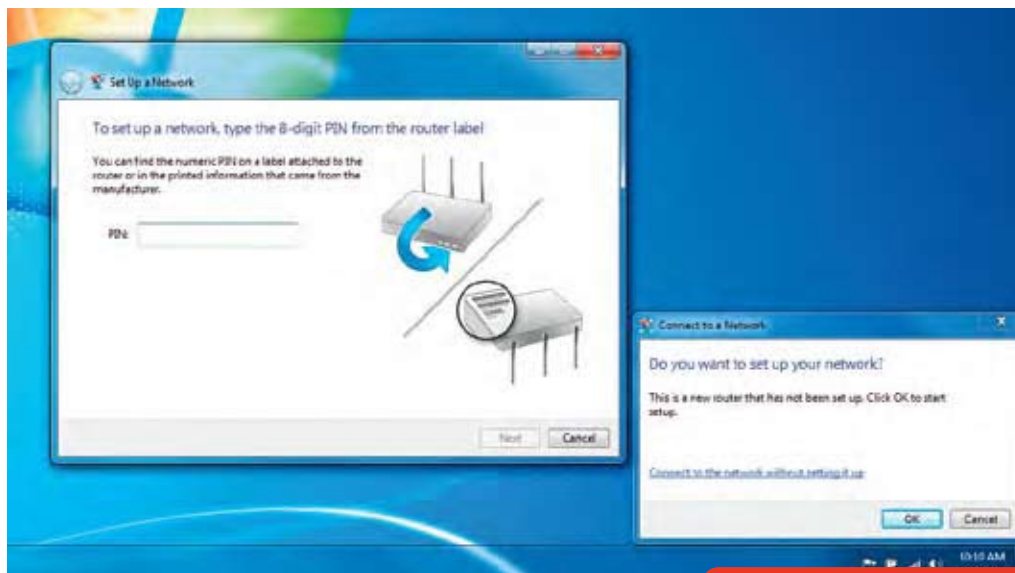 Set Up a Network
To set up a network, type the 8-digit PIN from the router label
You can find the numeric PIN on a label attached to the
router or in the printed information that came from the
manufacturer.
PIN:
Next
Cancel
Connect to a Network
Do you want to set up your network?
This is a new router that has not been set up. Click OK to start
setup.
Connect to the network without setting it up
OK
Cancel
10:10 AM